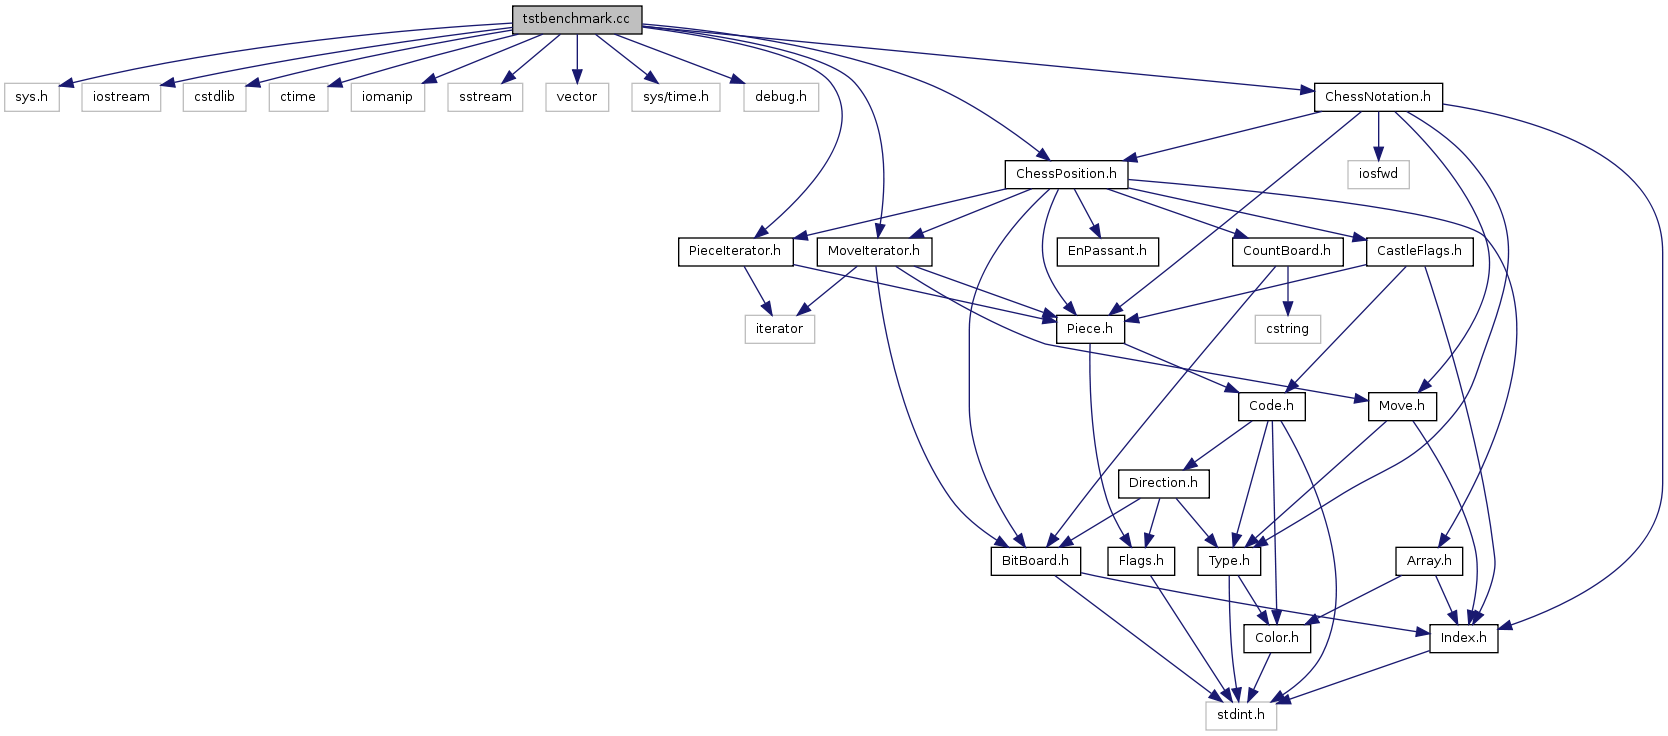 tstbenchmark.cc
sys.h
iostream
cstdlib
ctime
iomanip
sstream
vector
sys/time.h
debug.h
ChessNotation.h
ChessPosition.h
iosfwd
PieceIterator.h
MoveIterator.h
EnPassant.h
CountBoard.h
CastleFlags.h
iterator
Piece.h
cstring
Code.h
Move.h
Direction.h
BitBoard.h
Flags.h
Type.h
Array.h
Color.h
Index.h
stdint.h